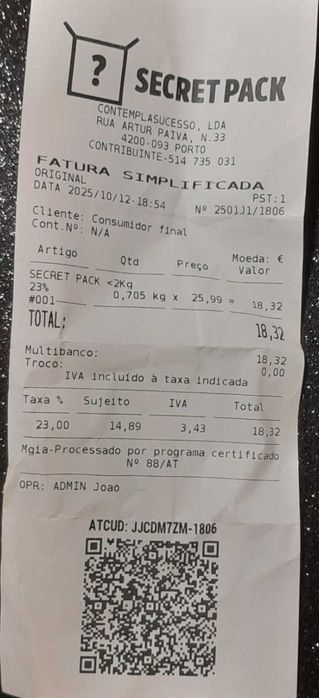 ?
SECRET PACK
CONTEMPLASUCESSO, LDA
RUA ARTUR PAIVA, N.33
4200-093 PORTO
CONTRIBUINTE-514 735 031
FATURA SIMPLIFICADA
ORIGINAL PST:1
DATA 2025/10/12-18:54 Nº 2501J1/1806
Cliente: Consumidor final
Cont.Nº: N/A
Moeda: €
Artigo Qtd Preço Valor
SECRET PACK <2Kg
23% 0,705 kg x 25,99 = 18,32
#001
TOTAL: 18,32
Multibanco: 18,32
Troco: 0,00
IVA incluído à taxa indicada
Taxa % Sujeito IVA Total
23,00 14,89 3,43 18,32
Mgia-Processado por programa certificado
Nº 88/AT
OPR: ADMIN Joao
ATCUD: JJCDM7ZM-1806